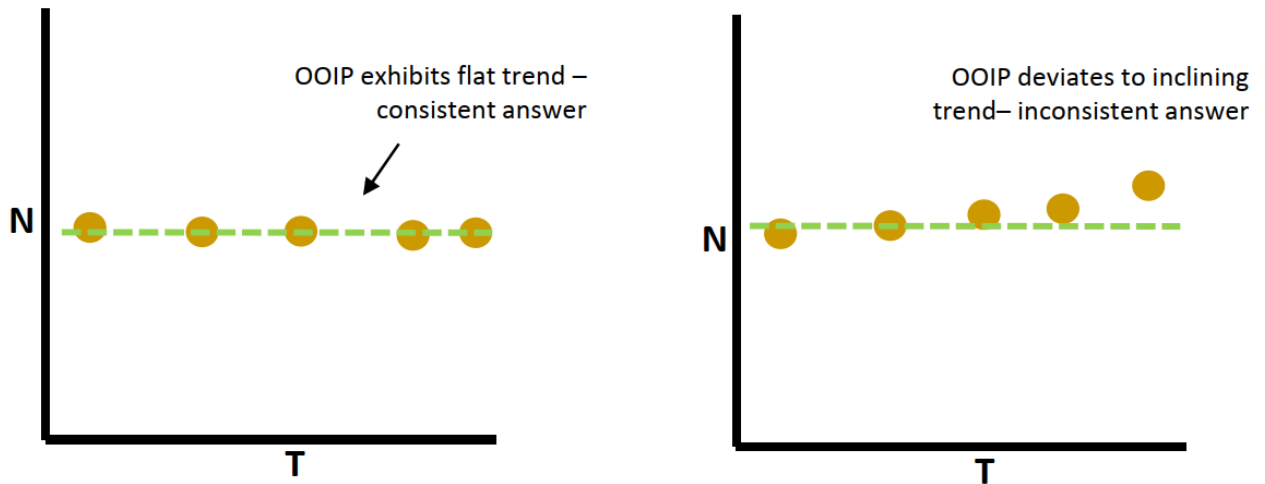 OOIP exhibits flat trend –
consistent answer
N
T
OOIP deviates to inclining
trend– inconsistent answer
N
T